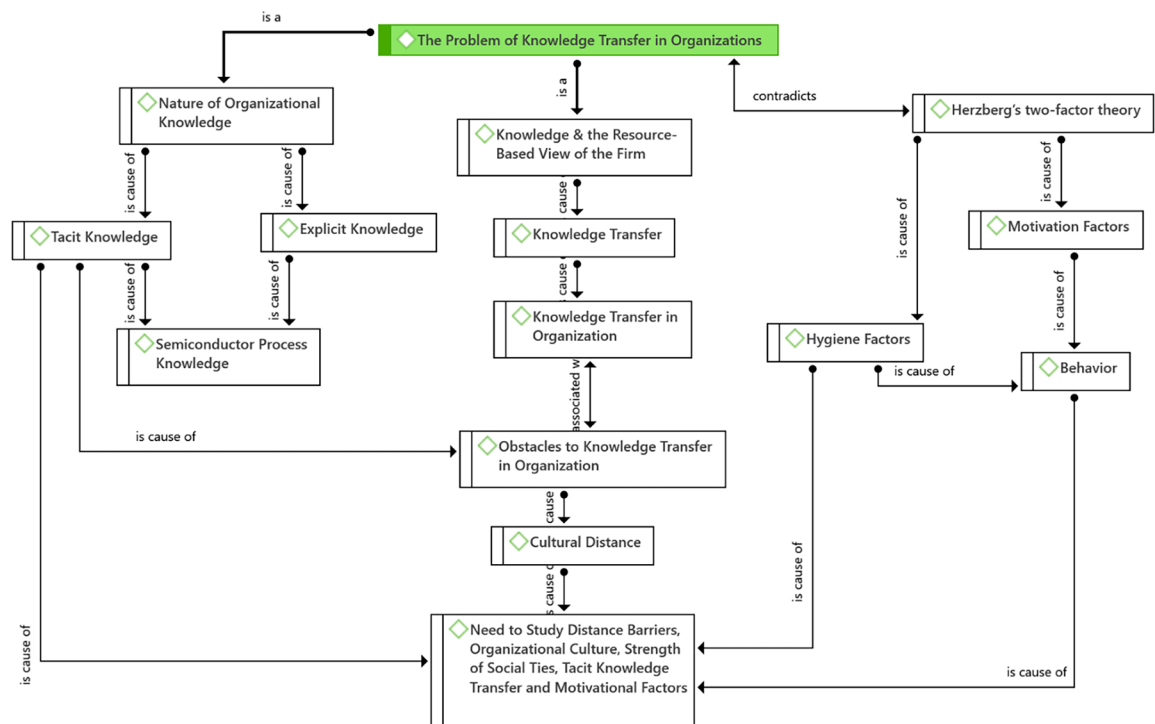 is a
The Problem of Knowledge Transfer in Organizations
is a
contradicts
Nature of Organizational
Knowledge
Herzberg's two-factor theory
Knowledge & the Resource-
Based View of the Firm
is cause of
is cause of
is cause of
is cause of
cause
Tacit Knowledge
Explicit Knowledge
Knowledge Transfer
Motivation Factors
is cause of
is cause of
cause
is cause of
Semiconductor Process
Knowledge
Knowledge Transfer in
Organization
Hygiene Factors
Behavior
is cause of
associated w
is cause of
Obstacles to Knowledge Transfer
in Organization
cause
Cultural Distance
is cause of
cause
Need to Study Distance Barriers,
Organizational Culture, Strength
of Social Ties, Tacit Knowledge
Transfer and Motivational Factors
is cause of
is cause of